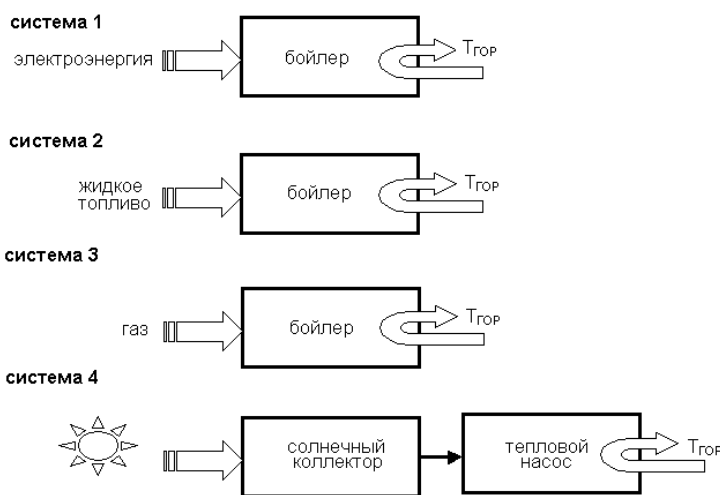 система 1
электроэнергия
бойлер
TГОР
система 2
жидкое
топливо
бойлер
TГОР
система 3
газ
бойлер
TГОР
система 4
солнечный
коллектор
тепловой
насос
TГОР